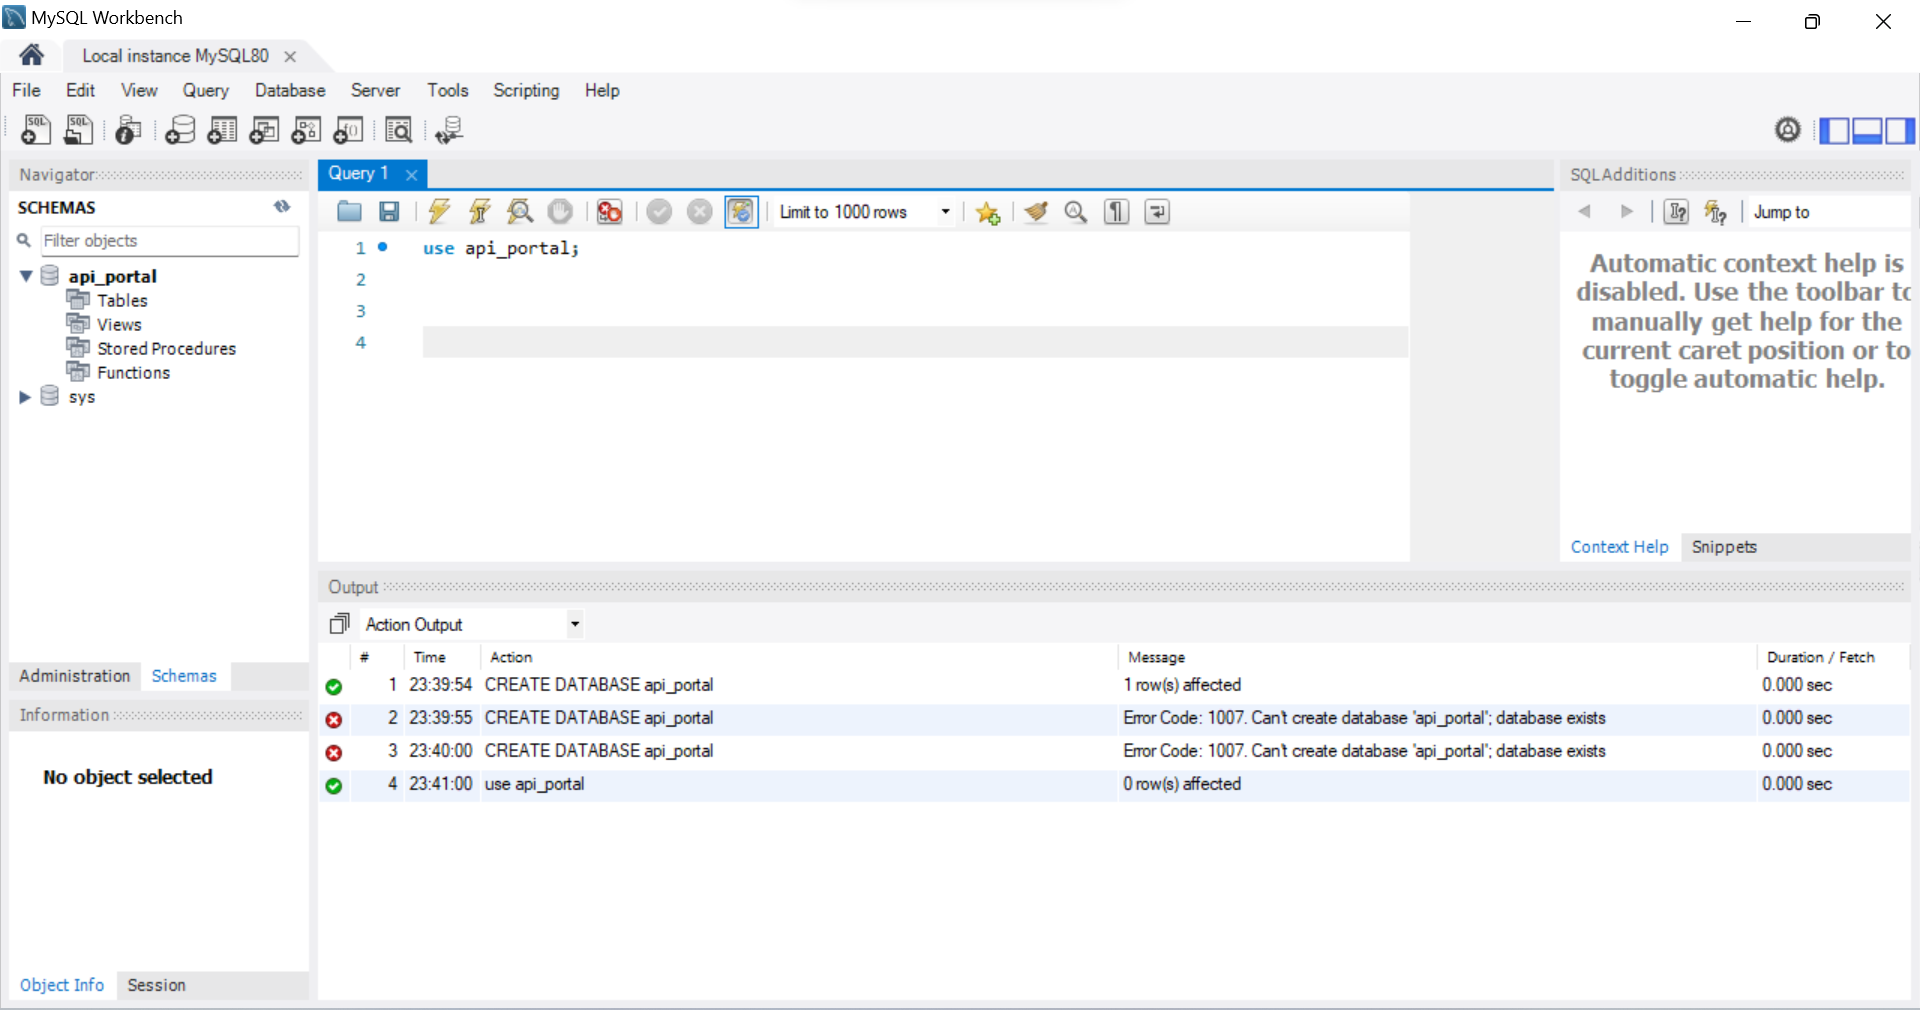 MySQL Workbench
Local instance MySQL80
File Edit View Query Database Server Tools Scripting Help
Navigator
SCHEMAS
Filter objects
api_portal
Tables
Views
Stored Procedures
Functions
sys
Administration Schemas
Information
No object selected
Object Info Session
Query 1
Limit to 1000 rows
1 use api_portal;
2
3
4
SQLAdditions
Jump to
Automatic context help is
disabled. Use the toolbar to
manually get help for the
current caret position or to
toggle automatic help.
Context Help Snippets
Output
Action Output
# Time Action Message Duration / Fetch
1 23:39:54 CREATE DATABASE api_portal 1 row(s) affected 0.000 sec
2 23:39:55 CREATE DATABASE api_portal Error Code: 1007. Can't create database 'api_portal'; database exists 0.000 sec
3 23:40:00 CREATE DATABASE api_portal Error Code: 1007. Can't create database 'api_portal'; database exists 0.000 sec
4 23:41:00 use api_portal 0 row(s) affected 0.000 sec